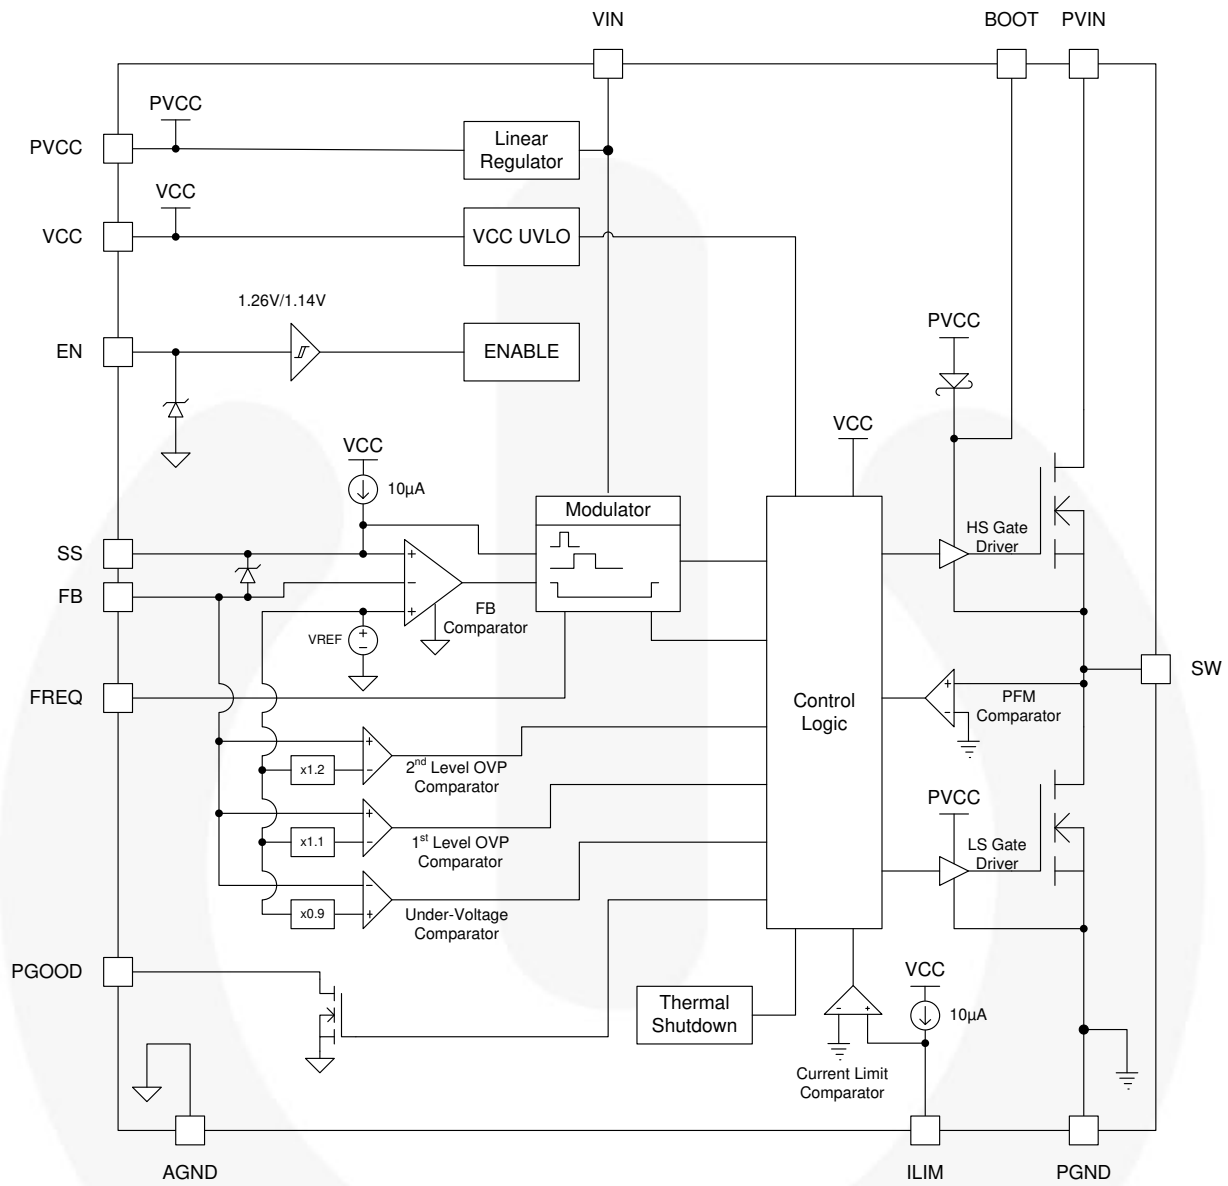 VIN
BOOT
PVIN
PVCC
PVCC
Linear
Regulator
VCC
VCC
VCC UVLO
1.26V/1.14V
EN
ENABLE
PVCC
VCC
10µA
VCC
Modulator
SS
FB
HS Gate
Driver
FB
Comparator
VREF
FREQ
Control
Logic
PFM
Comparator
SW
x1.2
2nd Level OVP
Comparator
PVCC
x1.1
1st Level OVP
Comparator
LS Gate
Driver
x0.9
Under-Voltage
Comparator
PGOOD
VCC
Thermal
Shutdown
10µA
Current Limit
Comparator
AGND
ILIM
PGND
+
−
+
+
−
+
−
+
−
+
−
−
+
+
-
-
+